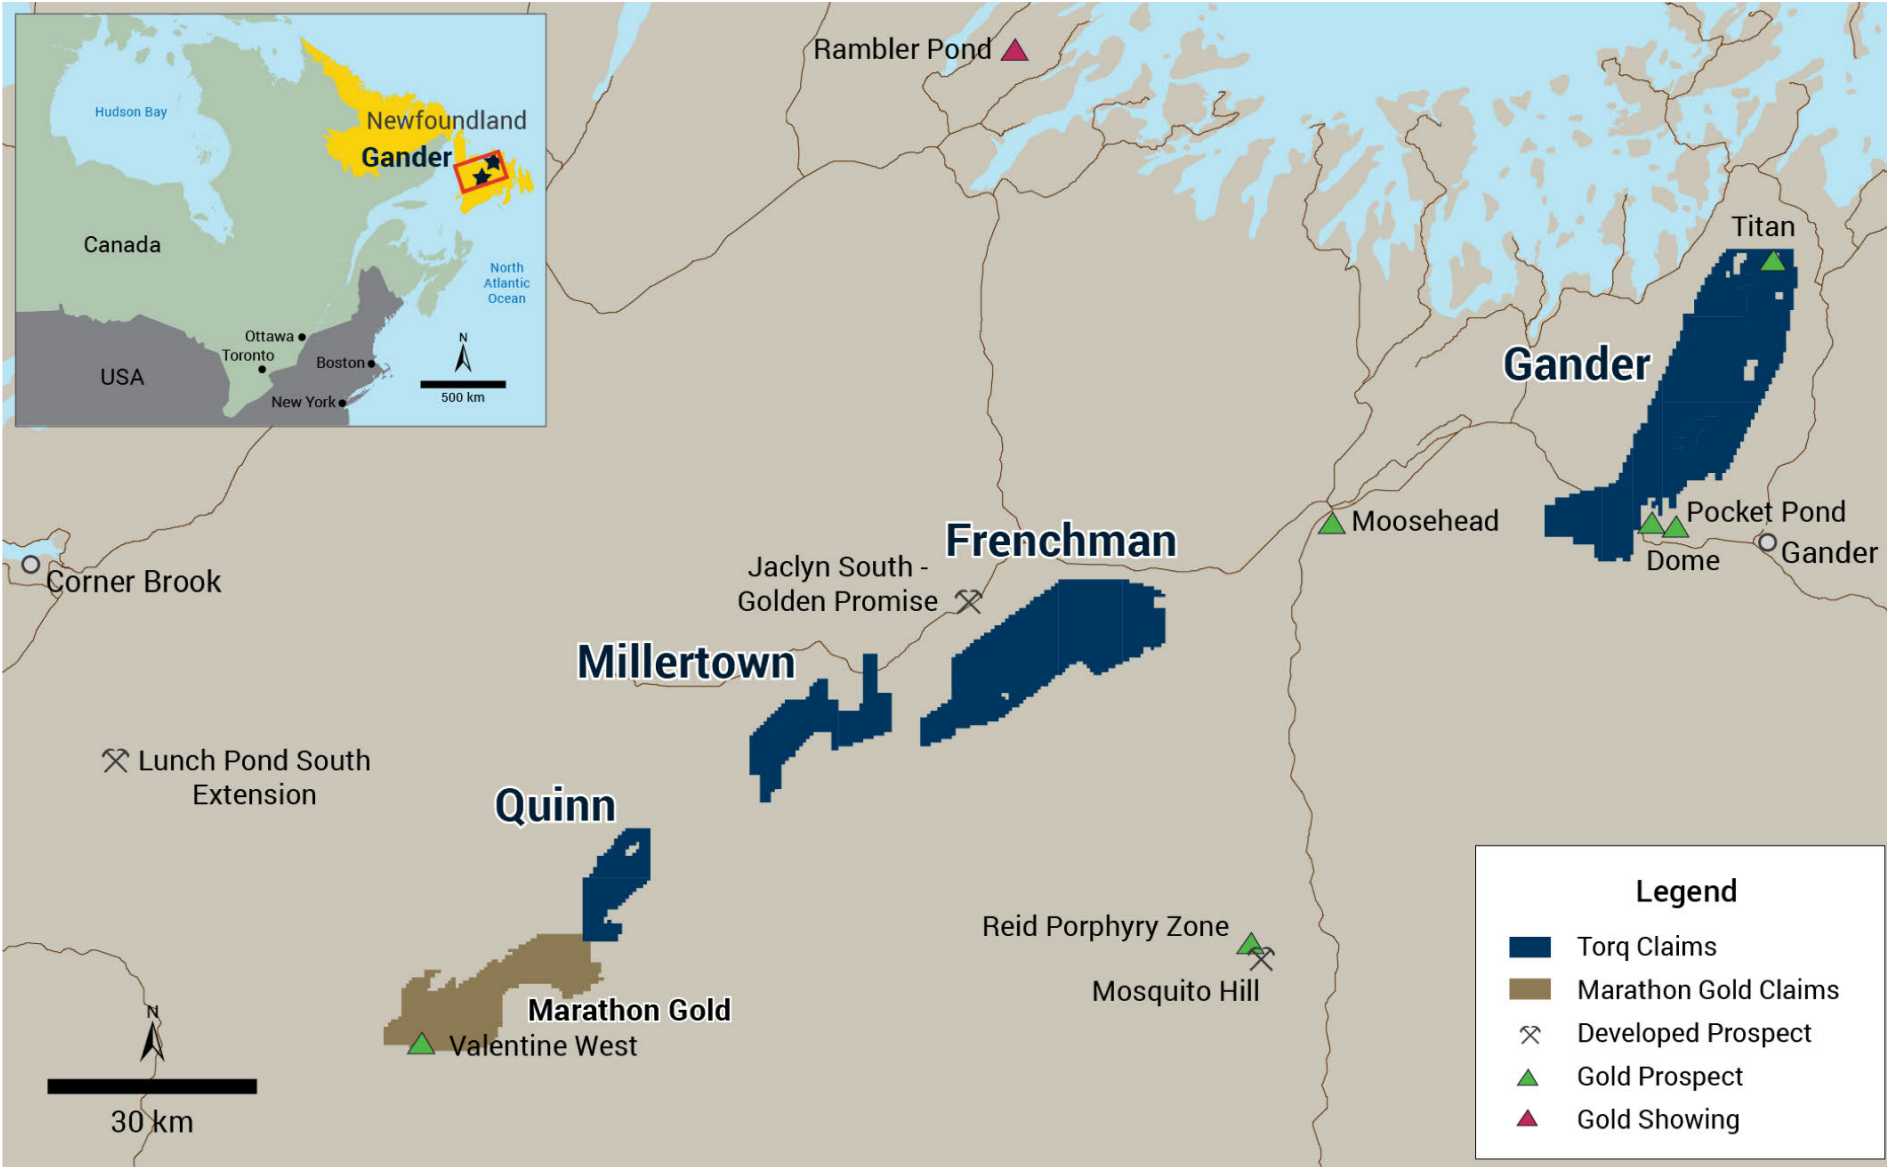 Hudson Bay
Newfoundland
Gander
Canada
North
Atlantic
Ocean
Ottawa
Toronto
Boston
USA
New York
N
500 km
Rambler Pond
Titan
Gander
Pocket Pond
Dome
Gander
Moosehead
Frenchman
Jaclyn South -
Golden Promise
Corner Brook
Millertown
Lunch Pond South
Extension
Quinn
Reid Porphyry Zone
Mosquito Hill
Marathon Gold
Valentine West
N
30 km
Legend
Torq Claims
Marathon Gold Claims
Developed Prospect
Gold Prospect
Gold Showing